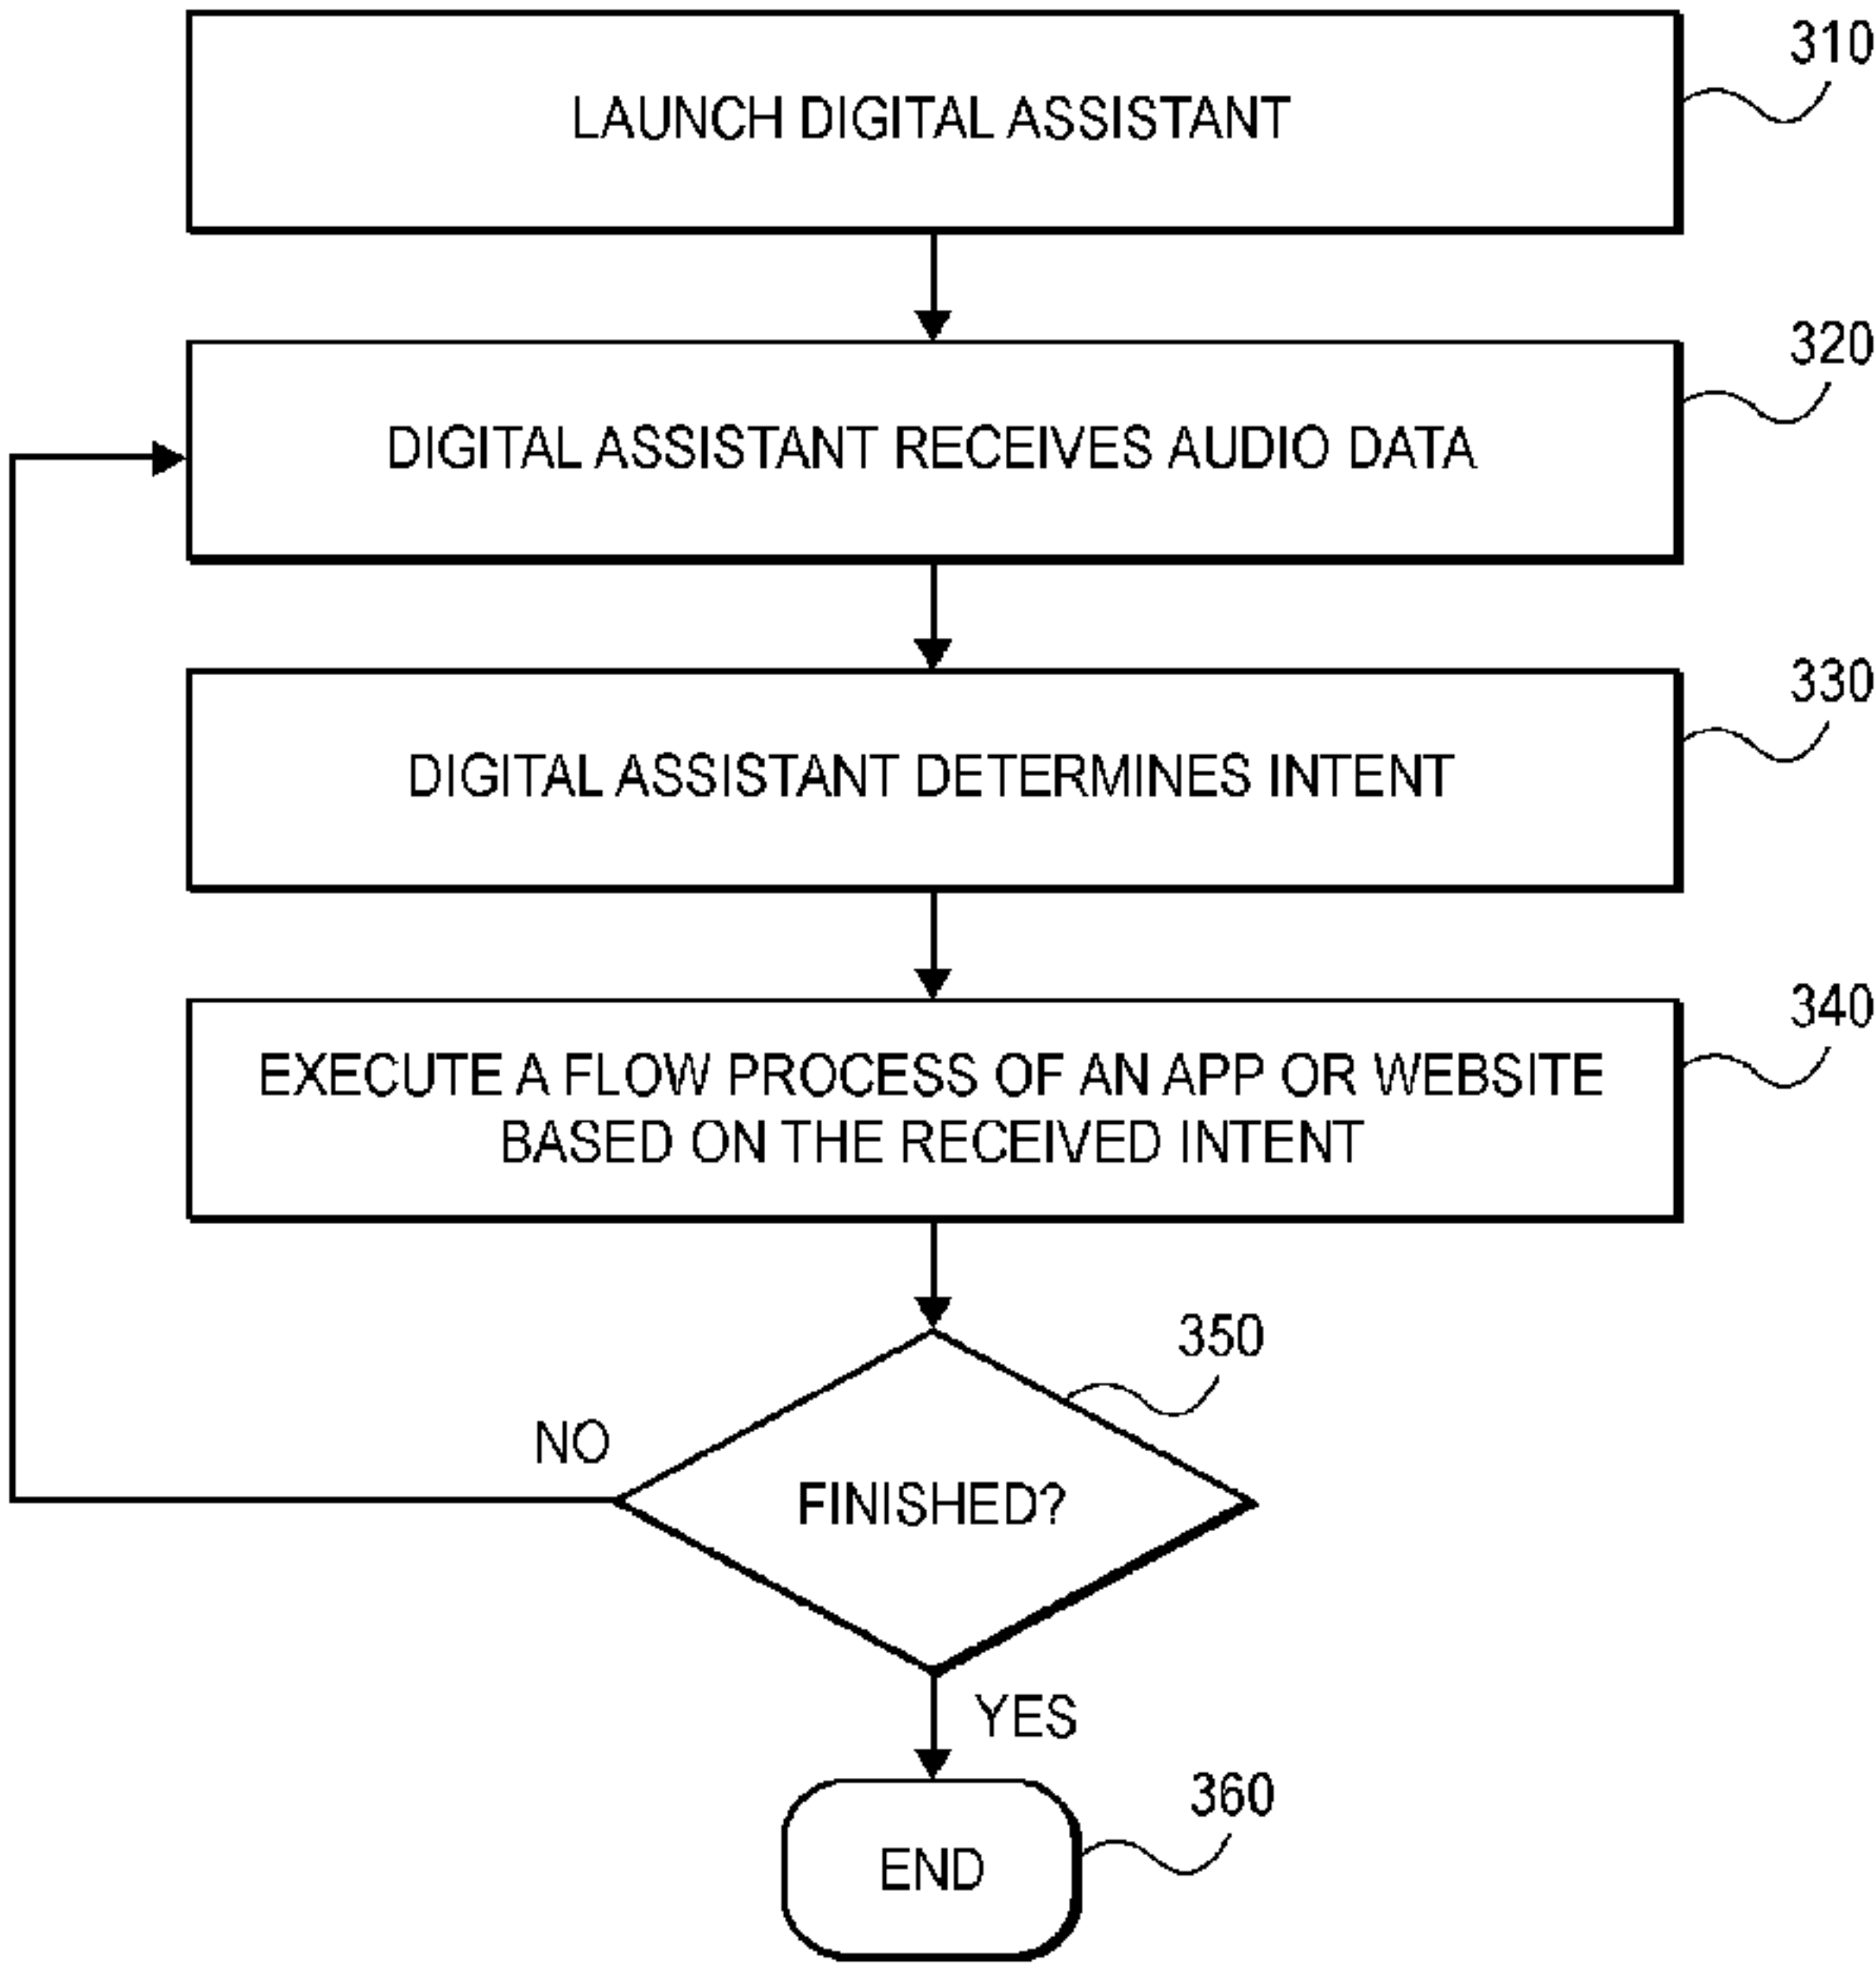 LAUNCH DIGITAL ASSISTANT
310
DIGITAL ASSISTANT RECEIVES AUDIO DATA
320
DIGITAL ASSISTANT DETERMINES INTENT
330
EXECUTE A FLOW PROCESS OF AN APP OR WEBSITE
BASED ON THE RECEIVED INTENT
340
FINISHED?
350
NO
YES
END
360